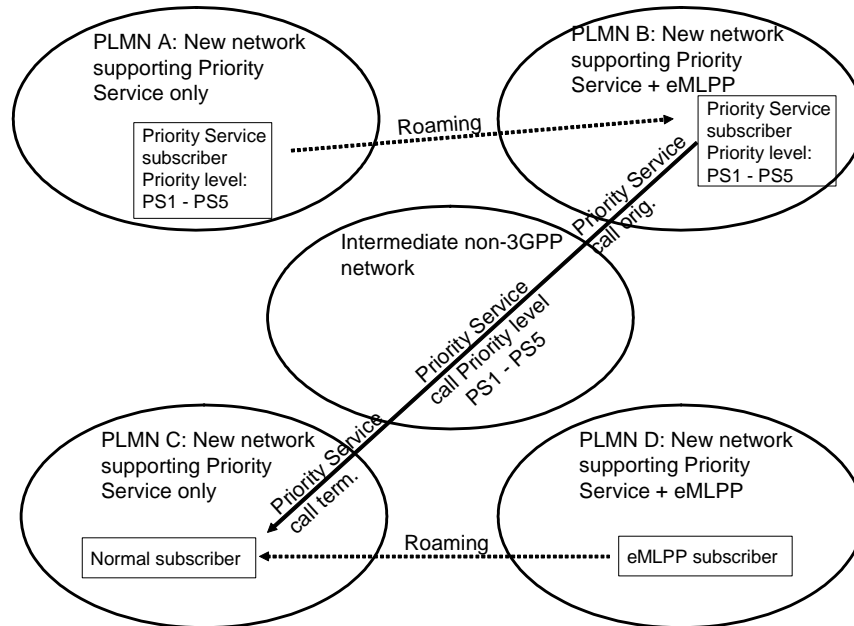 PLMN A: New network
supporting Priority
Service only
Priority Service
subscriber
Priority level:
PS1 - PS5
Roaming
PLMN B: New network
supporting Priority
Service + eMLPP
Priority Service
subscriber
Priority level:
PS1 - PS5
Priority Service
call orig.
Intermediate non-3GPP
network
Priority Service
call Priority level
PS1 - PS5
Priority Service
call term.
PLMN C: New network
supporting Priority
Service only
Normal subscriber
Roaming
PLMN D: New network
supporting Priority
Service + eMLPP
eMLPP subscriber